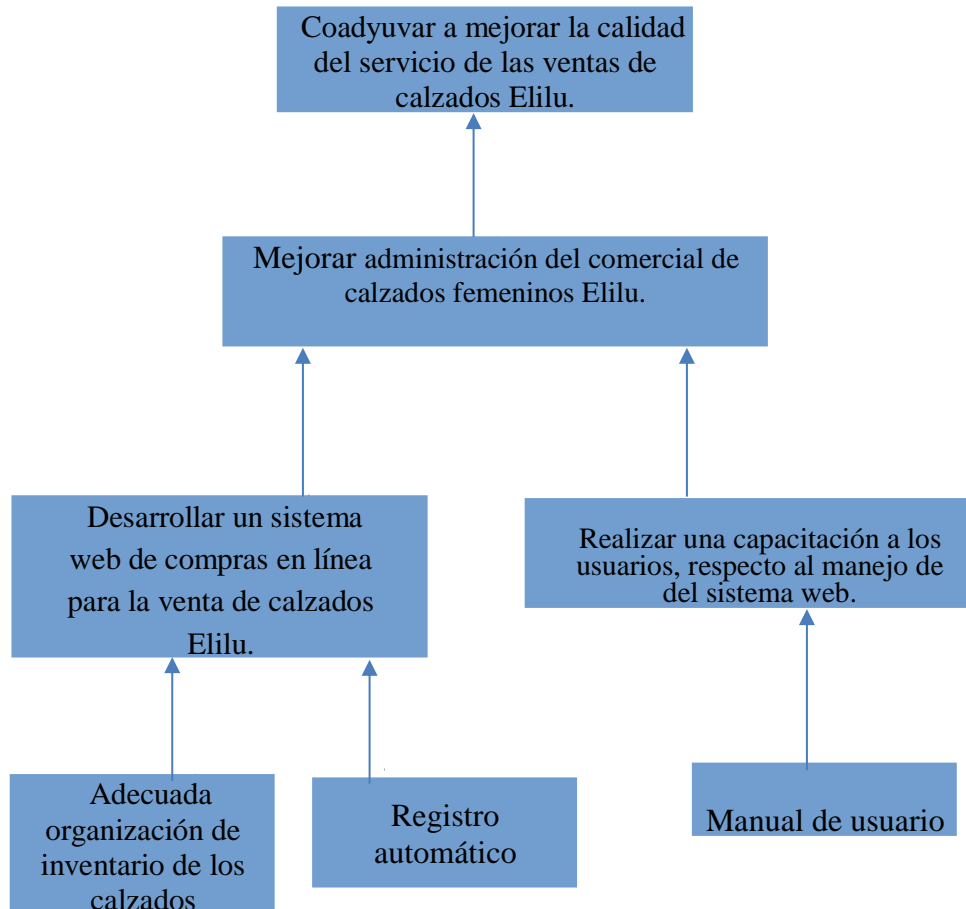 Coadyuvar a mejorar la calidad
del servicio de las ventas de
calzados Elilu.
Mejorar administración del comercial de
calzados femeninos Elilu.
Desarrollar un sistema
web de compras en línea
para la venta de calzados
Elilu.
Realizar una capacitación a los
usuarios, respecto al manejo de
del sistema web.
Adecuada
organización de
inventario de los
calzados
Registro
automático
Manual de usuario